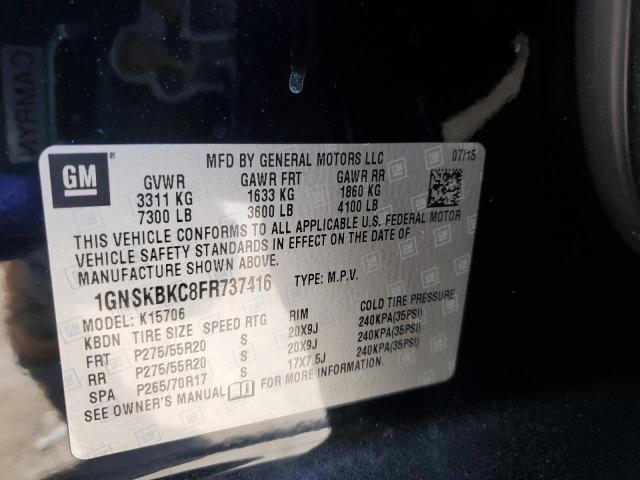 CAMRYN
GM
MFD BY GENERAL MOTORS LLC
07/15
GVWR GAWR FRT GAWR RR
3311 KG 1633 KG 1860 KG
7300 LB 3600 LB 4100 LB
THIS VEHICLE CONFORMS TO ALL APPLICABLE U.S. FEDERAL MOTOR
VEHICLE SAFETY STANDARDS IN EFFECT ON THE DATE OF
MANUFACTURE SHOWN ABOVE.
1GNSKBKC8FR737416 TYPE: M.P.V.
MODEL: K15706
KBDN TIRE SIZE SPEED RTG RIM COLD TIRE PRESSURE
FRT P275/55R20 S 20X9J 240KPA(35PSI)
RR P275/55R20 S 20X9J 240KPA(35PSI)
SPA P265/70R17 S 17X7.5J 240KPA(35PSI)
SEE OWNER'S MANUAL FOR ADDITIONAL INFORMATION.